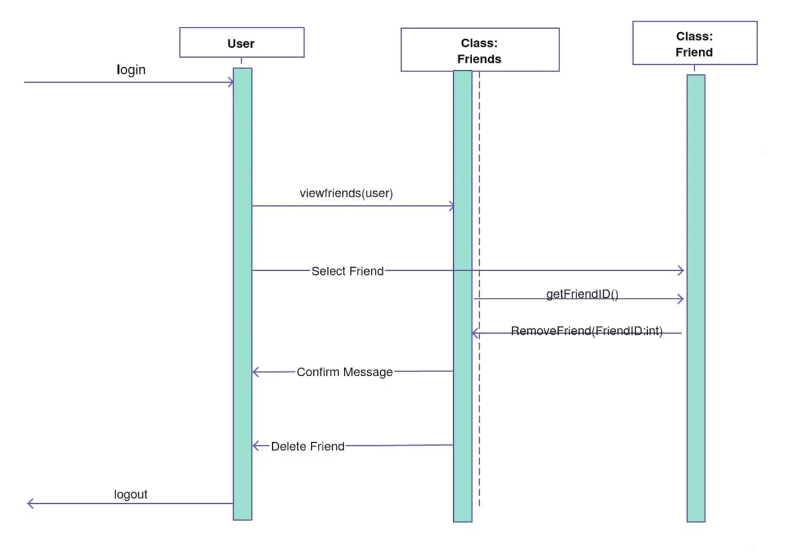 User
Class:
Friends
Class:
Friend
login
viewfriends(user)
Select Friend
getFriendID()
RemoveFriend(FriendID:int)
Confirm Message
Delete Friend
logout